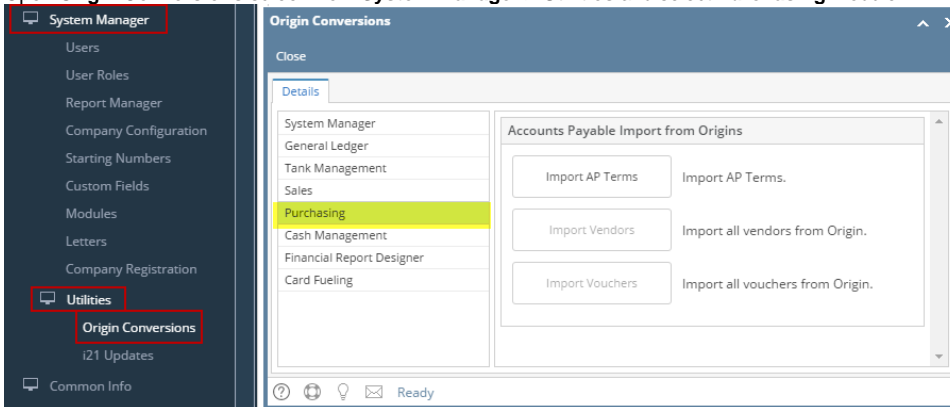 System Manager
Users
User Roles
Report Manager
Company Configuration
Starting Numbers
Custom Fields
Modules
Letters
Company Registration
Utilities
Origin Conversions
i21 Updates
Common Info
Origin Conversions
Close
Details
System Manager
General Ledger
Tank Management
Sales
Purchasing
Cash Management
Financial Report Designer
Card Fueling
Accounts Payable Import from Origins
Import AP Terms Import AP Terms.
Import Vendors Import all vendors from Origin.
Import Vouchers Import all vouchers from Origin.
Ready